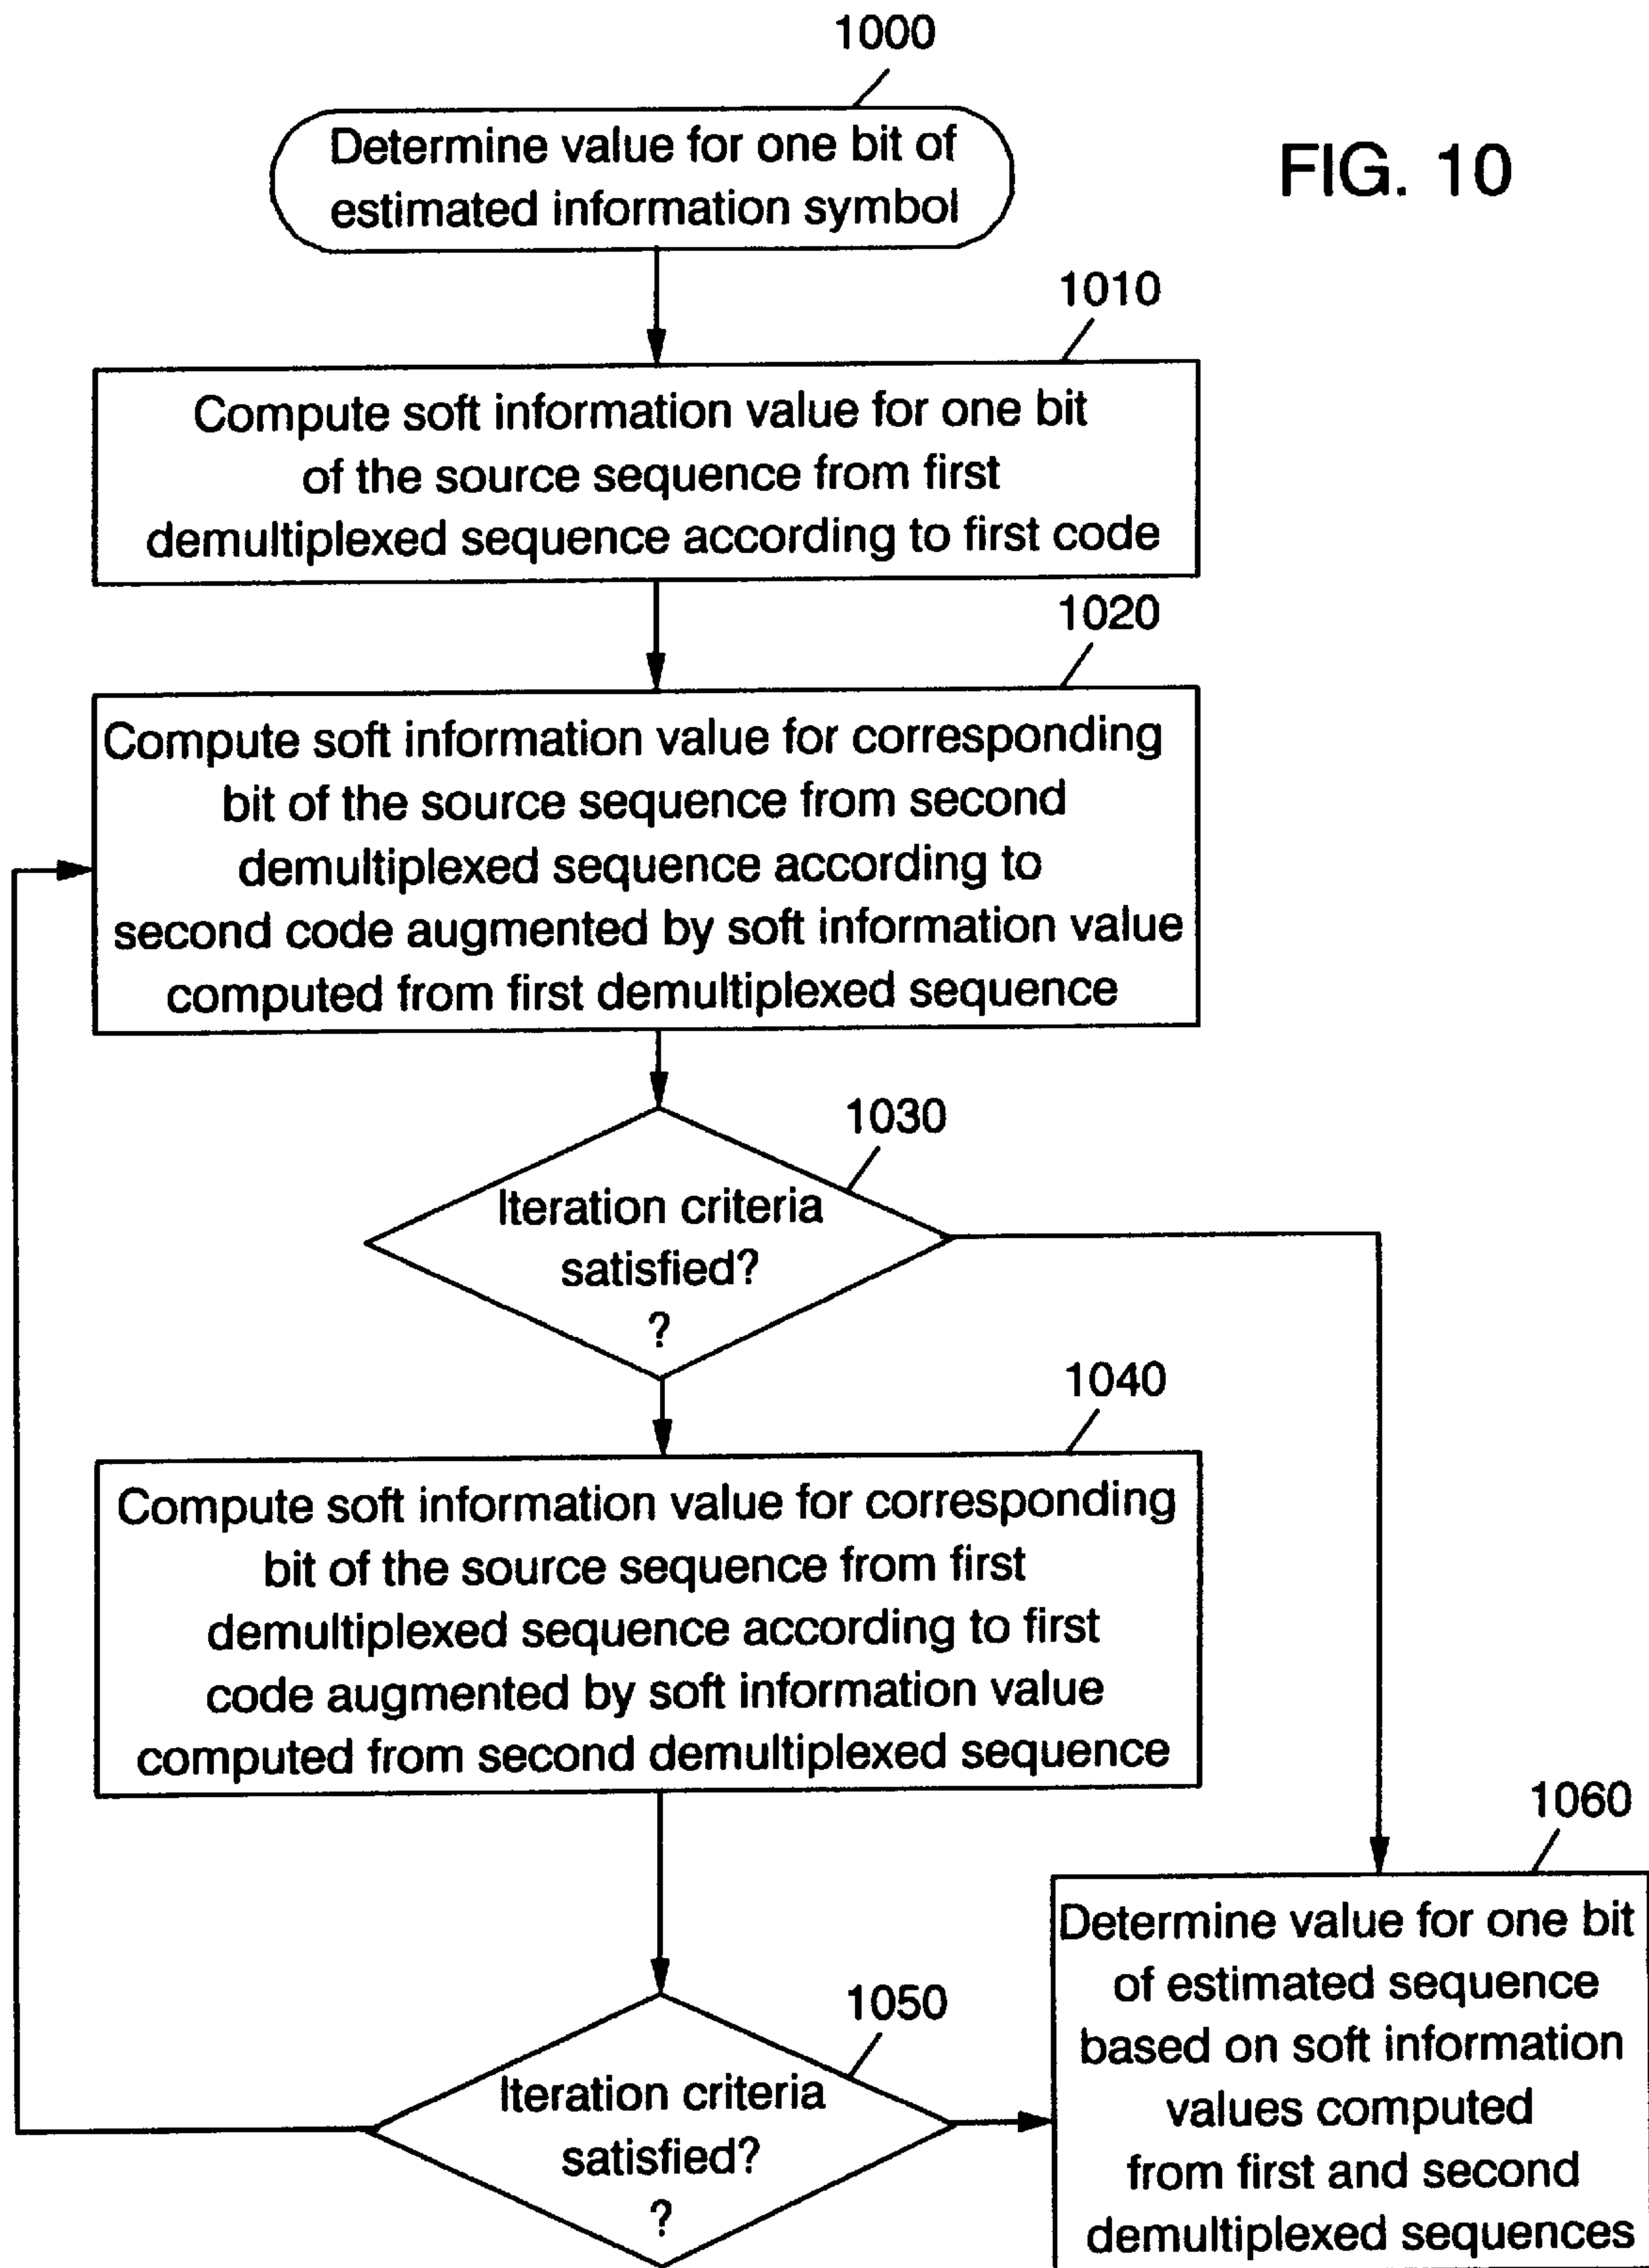 1000
Determine value for one bit of
estimated information symbol
FIG. 10
1010
Compute soft information value for one bit
of the source sequence from first
demultiplexed sequence according to first code
1020
Compute soft information value for corresponding
bit of the source sequence from second
demultiplexed sequence according to
second code augmented by soft information value
computed from first demultiplexed sequence
1030
Iteration criteria
satisfied?
?
1040
Compute soft information value for corresponding
bit of the source sequence from first
demultiplexed sequence according to first
code augmented by soft information value
computed from second demultiplexed sequence
1050
Iteration criteria
satisfied?
?
1060
Determine value for one bit
of estimated sequence
based on soft information
values computed
from first and second
demultiplexed sequences